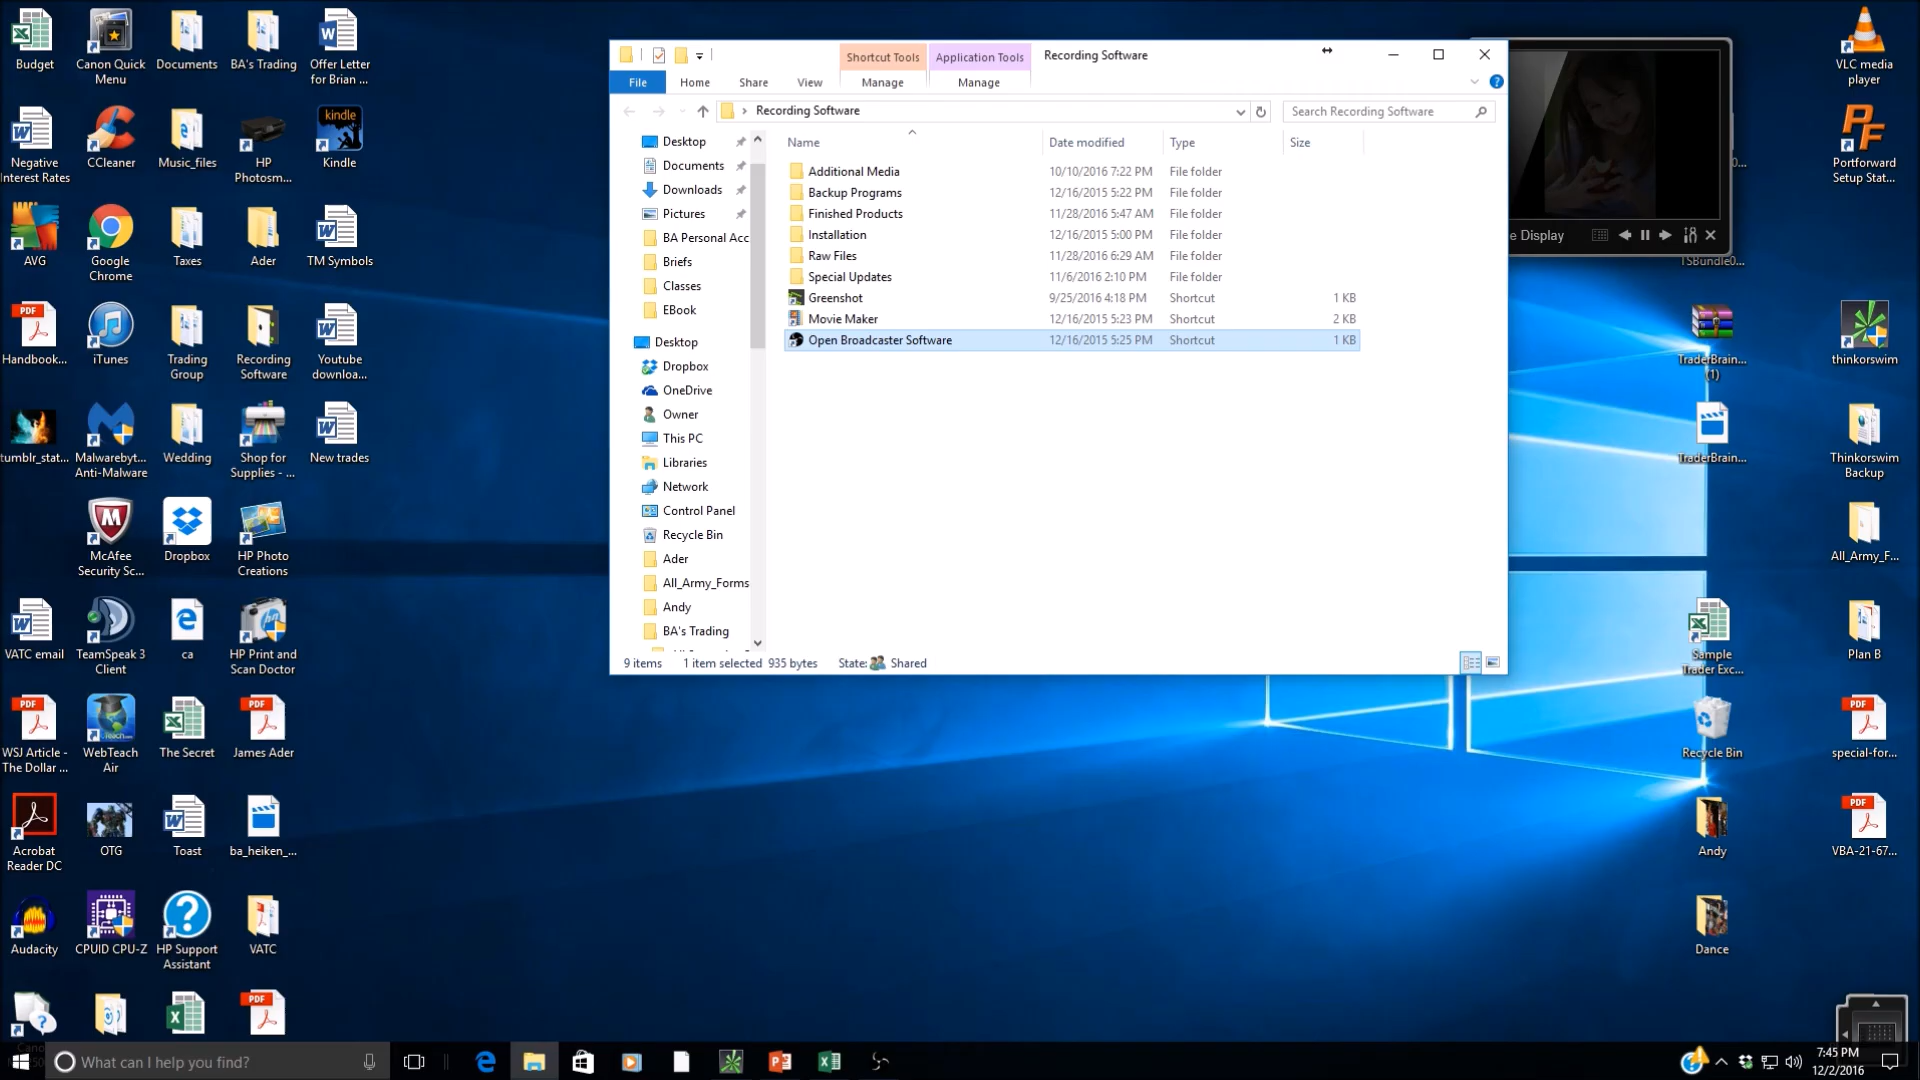 Budget
Canon Quick
Menu
Documents
BA's Trading
Offer Letter
for Brian ...
Negative
Interest Rates
CCleaner
Music_files
HP
Photosm...
kindle
Kindle
AVG
Google
Chrome
Taxes
Ader
TM Symbols
PDF
Handbook...
iTunes
Trading
Group
Recording
Software
Youtube
downloa...
tumblr_stat...
Malwarebyt...
Anti-Malware
Wedding
Shop for
Supplies - ...
New trades
McAfee
Security Sc...
Dropbox
HP Photo
Creations
VATC email
TeamSpeak 3
Client
ca
HP Print and
Scan Doctor
PDF
WSJ Article -
The Dollar ...
WebTeach
Air
The Secret
PDF
James Ader
Acrobat
Reader DC
OTG
Toast
ba_heiken_...
Audacity
CPUID CPU-Z
HP Support
Assistant
VATC
PDF
Shortcut Tools
Application Tools
Recording Software
File
Home
Share
View
Manage
Manage
Recording Software
Search Recording Software
Desktop
Documents
Downloads
Pictures
BA Personal Acc
Briefs
Classes
EBook
Desktop
Dropbox
OneDrive
Owner
This PC
Libraries
Network
Control Panel
Recycle Bin
Ader
All_Army_Forms
Andy
BA's Trading
Name Date modified Type Size
Additional Media 10/10/2016 7:22 PM File folder
Backup Programs 12/16/2015 5:22 PM File folder
Finished Products 11/28/2016 5:47 AM File folder
Installation 12/16/2015 5:00 PM File folder
Raw Files 11/28/2016 6:29 AM File folder
Special Updates 11/6/2016 2:10 PM File folder
Greenshot 9/25/2016 4:18 PM Shortcut 1 KB
Movie Maker 12/16/2015 5:23 PM Shortcut 2 KB
Open Broadcaster Software 12/16/2015 5:25 PM Shortcut 1 KB
9 items 1 item selected 935 bytes State: Shared
e Display
TSBundle0...
VLC media
player
PF
Portforward
Setup Stat...
TraderBrain...
(1)
thinkorswim
TraderBrain...
Thinkorswim
Backup
All_Army_F...
Sample
Trader Exc...
Plan B
Recycle Bin
PDF
special-for...
Andy
PDF
VBA-21-67...
Dance
What can I help you find?
7:45 PM
12/2/2016